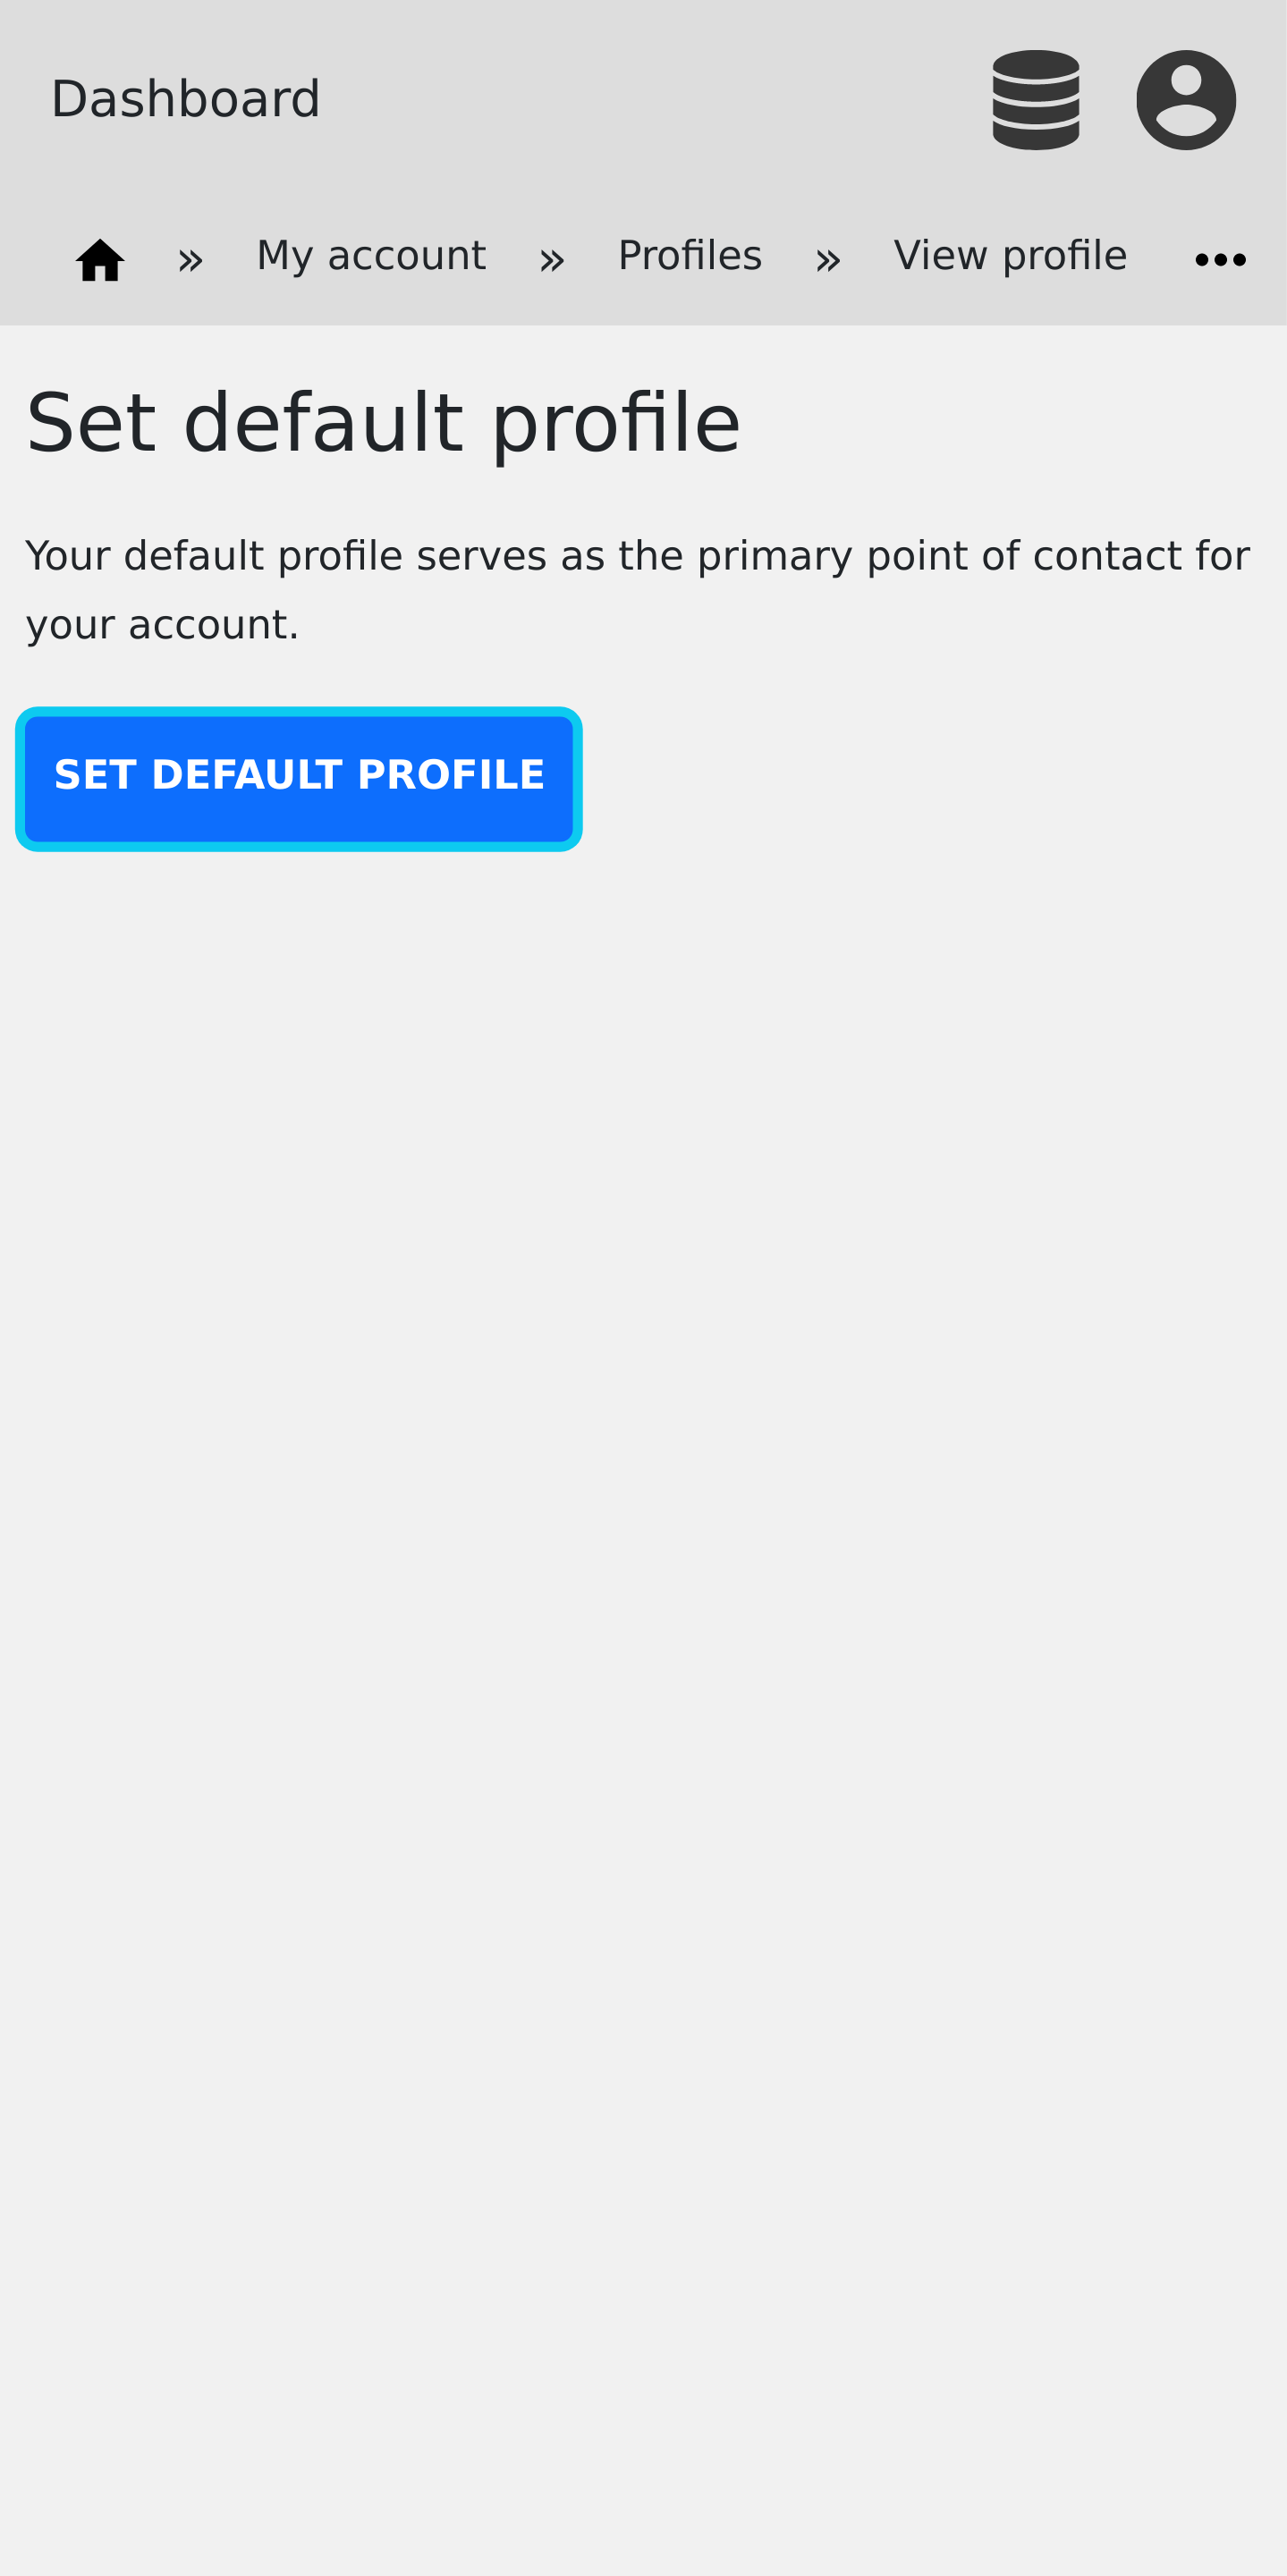 Dashboard
» My account » Profiles » View profile •••
Set default profile
Your default profile serves as the primary point of contact for
your account.
SET DEFAULT PROFILE